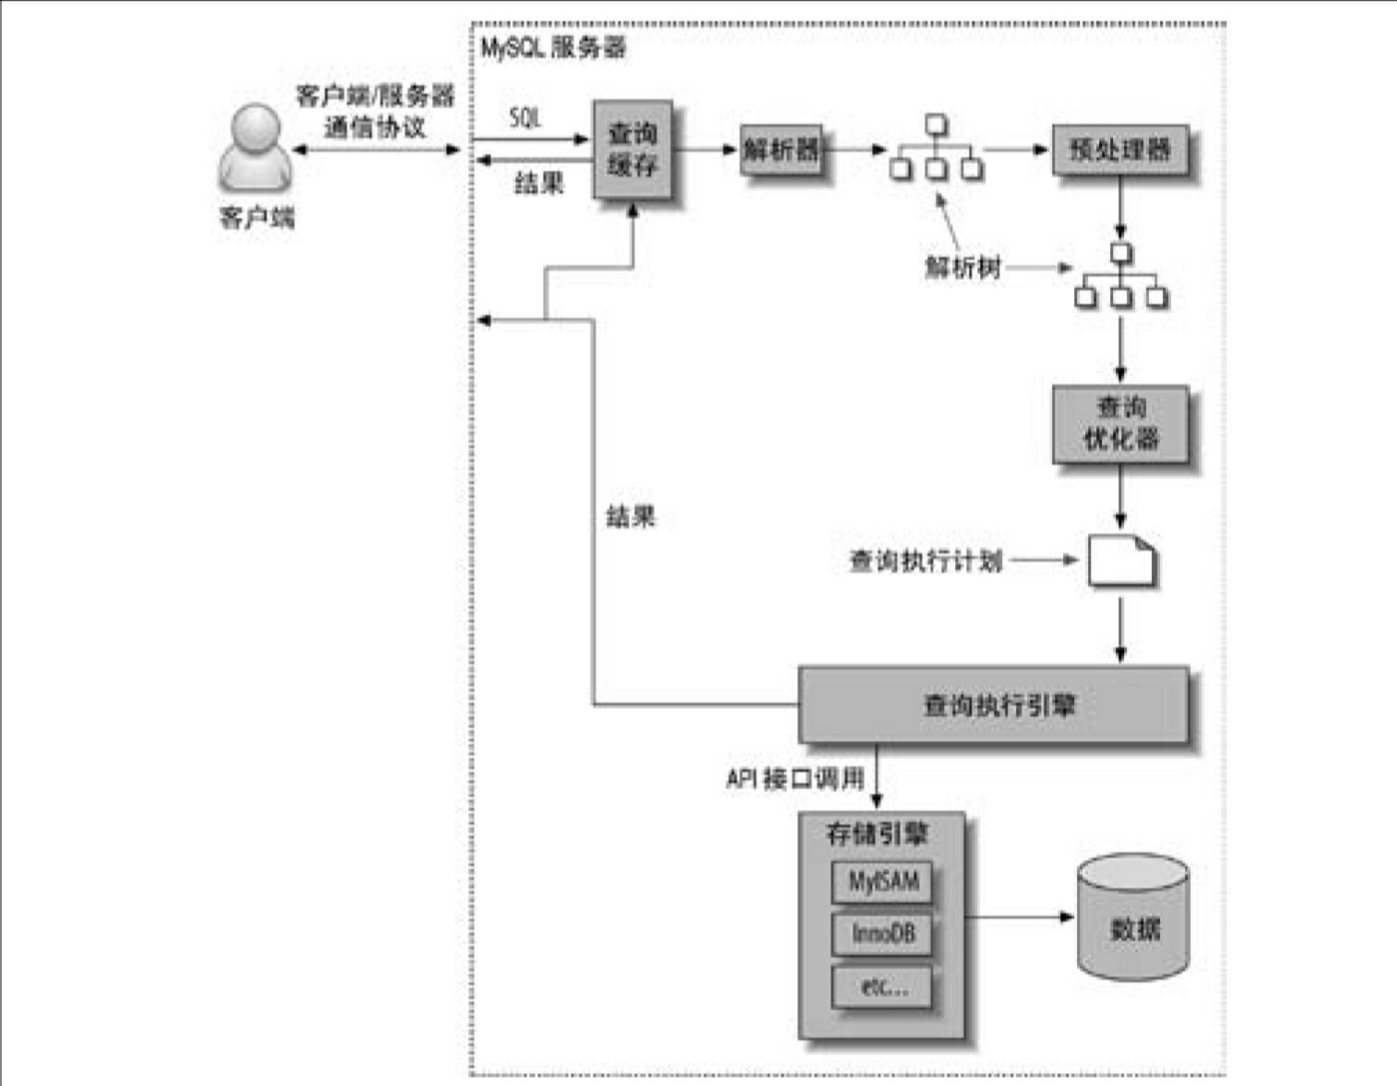 MySQL 服务器
客户端/服务器
通信协议
客户端
SQL
结果
查询
缓存
解析器
预处理器
解析树
查询
优化器
结果
查询执行计划
查询执行引擎
API 接口调用
存储引擎
MyISAM
InnoDB
etc...
数据